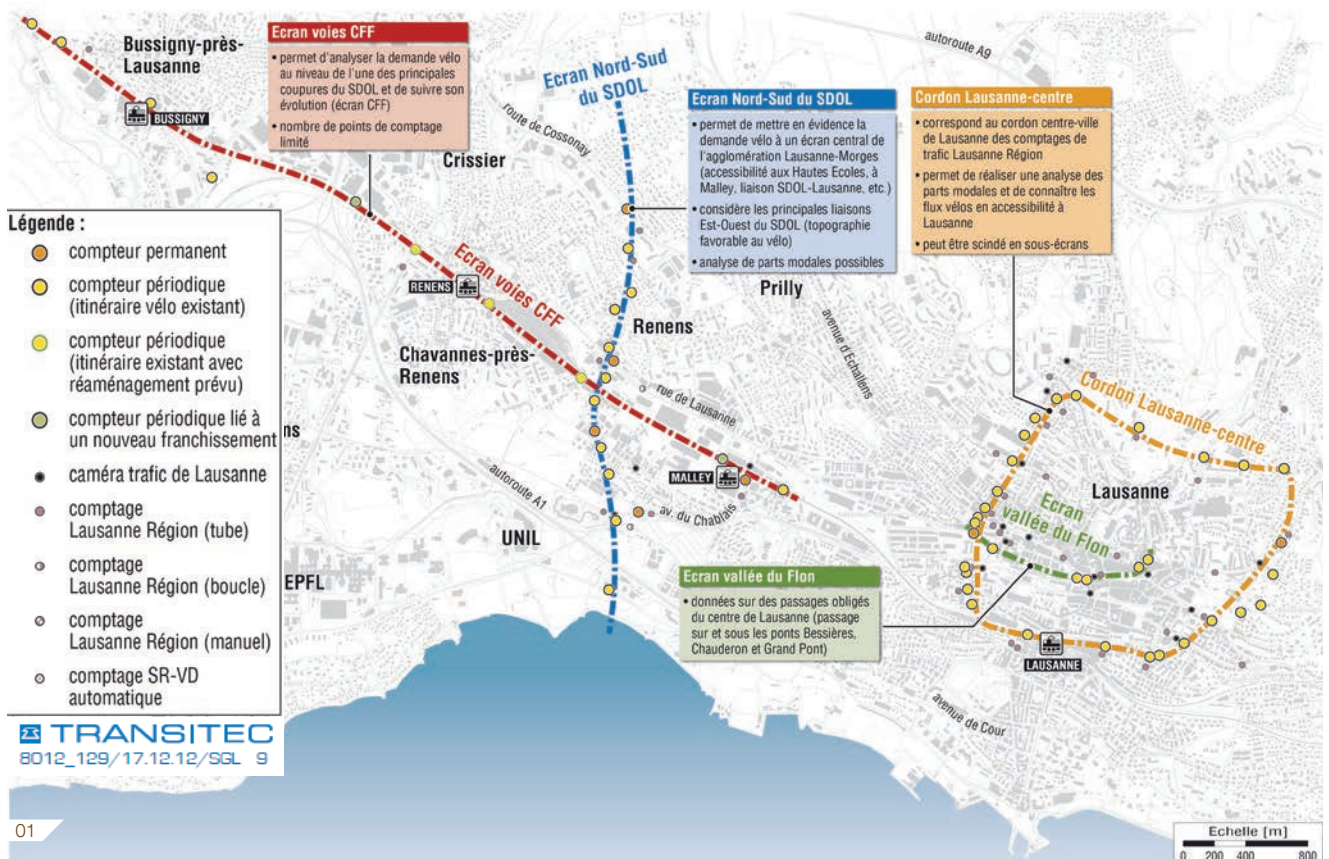 Bussigny-près-
Lausanne
BUSSIGNY
Ecran voies CFF
• permet d'analyser la demande vélo
au niveau de l'une des principales
coupures du SDOL et de suivre son
évolution (écran CFF)
• nombre de points de comptage
limité
Crissier
route de Cossonay
Ecran Nord-Sud
du SDOL
autoroute A9
Ecran Nord-Sud du SDOL
• permet de mettre en évidence la
demande vélo à un écran central de
l'agglomération Lausanne-Morges
(accessibilité aux Hautes Ecoles, à
Malley, liaison SDOL-Lausanne, etc.)
• considère les principales liaisons
Est-Ouest du SDOL (topographie
favorable au vélo)
• analyse de parts modales possibles
Cordon Lausanne-centre
• correspond au cordon centre-ville
de Lausanne des comptages de
trafic Lausanne Région
• permet de réaliser une analyse des
parts modales et de connaître les
flux vélos en accessibilité à
Lausanne
• peut être scindé en sous-écrans
Légende :
compteur permanent
compteur périodique
(itinéraire vélo existant)
compteur périodique
(itinéraire existant avec
réaménagement prévu)
compteur périodique lié à
un nouveau franchissement
caméra trafic de Lausanne
comptage
Lausanne Région (tube)
comptage
Lausanne Région (boucle)
comptage
Lausanne Région (manuel)
comptage SR-VD
automatique
RENENS
Ecran voies CFF
Chavannes-près-
Renens
Renens
Prilly
avenue d'Echallens
rue de Lausanne
MALLEY
av. du Chablais
autoroute A1
UNIL
EPFL
ns
Cordon Lausanne-centre
Lausanne
Ecran
vallée du Flon
LAUSANNE
Ecran vallée du Flon
• données sur des passages obligés
du centre de Lausanne (passage
sur et sous les ponts Bessières,
Chauderon et Grand Pont)
avenue de Cour
TRANSITEC
8012_129/17.12.12/SGL 9
01
Echelle [m]
0 200 400 800